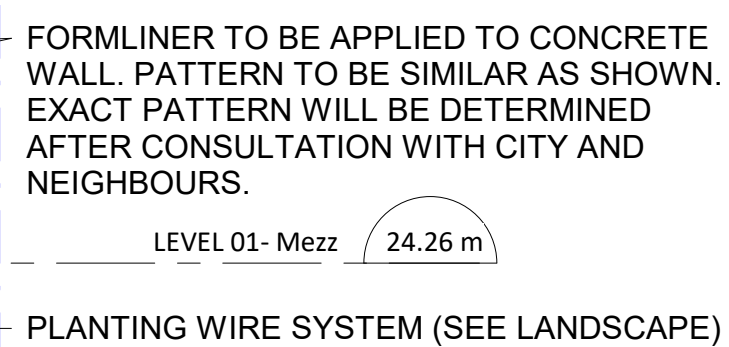 FORMLINER TO BE APPLIED TO CONCRETE
WALL. PATTERN TO BE SIMILAR AS SHOWN.
EXACT PATTERN WILL BE DETERMINED
AFTER CONSULTATION WITH CITY AND
NEIGHBOURS.
LEVEL 01- Mezz 24.26 m
PLANTING WIRE SYSTEM (SEE LANDSCAPE)